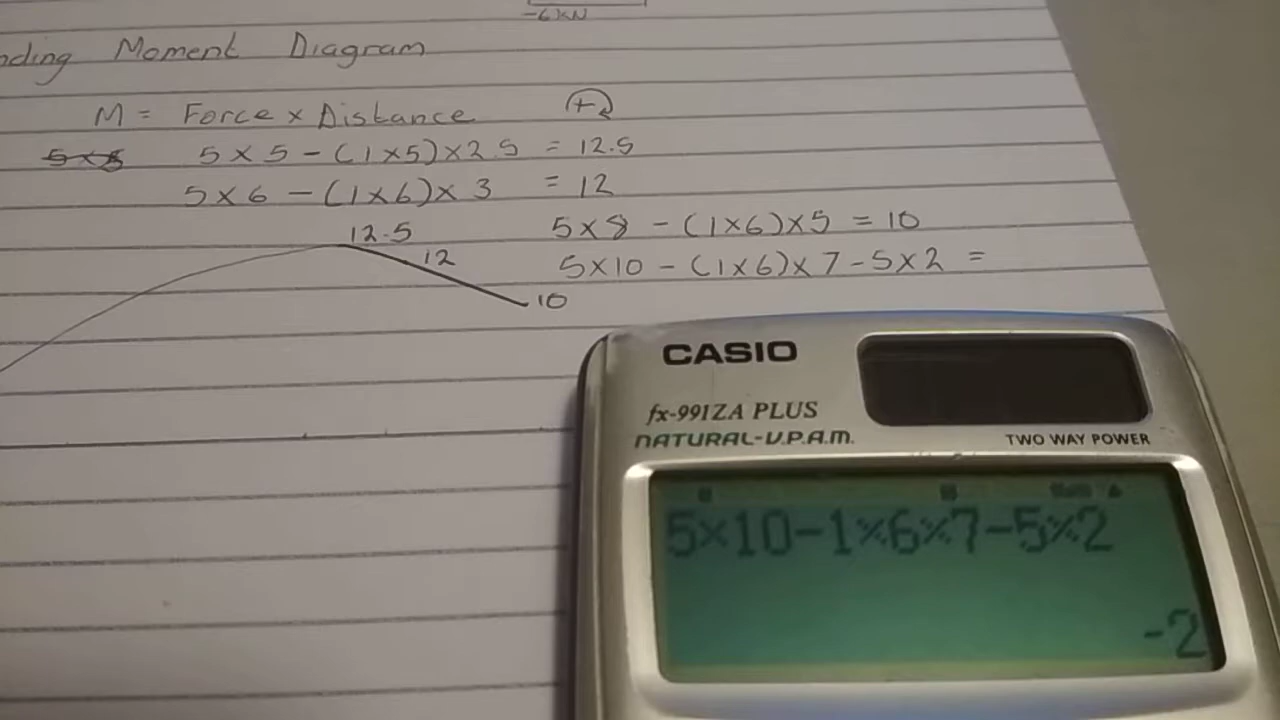 -6kN
nding Moment Diagram
M = Force × Distance +
5×5 5×5-(1×5)×2.5 = 12.5
5×6-(1×6)×3 = 12
5×8-(1×6)×5 = 10
5×10-(1×6)×7-5×2 =
12.5
12
10
CASIO
fx-991ZA PLUS
NATURAL-V.P.A.M.
TWO WAY POWER
5×10-1×6×7-5×2
-2